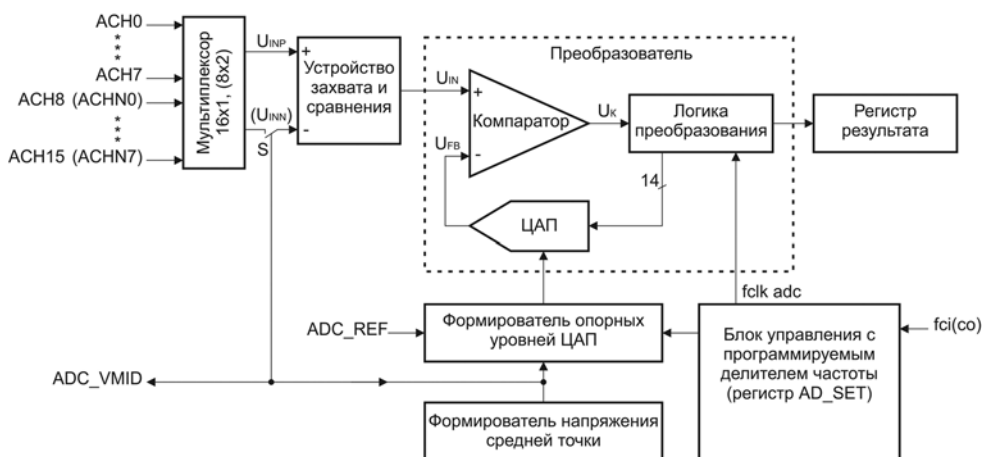 ACH0
***
ACH7
ACH8 (ACHN0)
***
ACH15 (ACHN7)
Мультиплексор
16x1, (8x2)
UINP
(UINN)
S
+
-
Устройство
захвата и
сравнения
Преобразователь
UIN
+
-
Компаратор
UFB
UK
Логика
преобразования
14
ЦАП
Регистр
результата
fclk adc
ADC_REF
Формирователь опорных
уровней ЦАП
Блок управления с
программируемым
делителем частоты
(регистр AD_SET)
fci(co)
ADC_VMID
Формирователь напряжения
средней точки